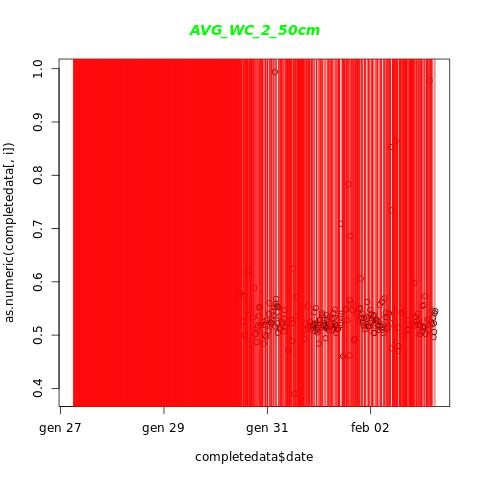 AVG_WC_2_50cm
as.numeric(completedata[, i])
1.0
0.9
0.8
0.7
0.6
0.5
0.4
gen 27 gen 29 gen 31 feb 02
completedata$date